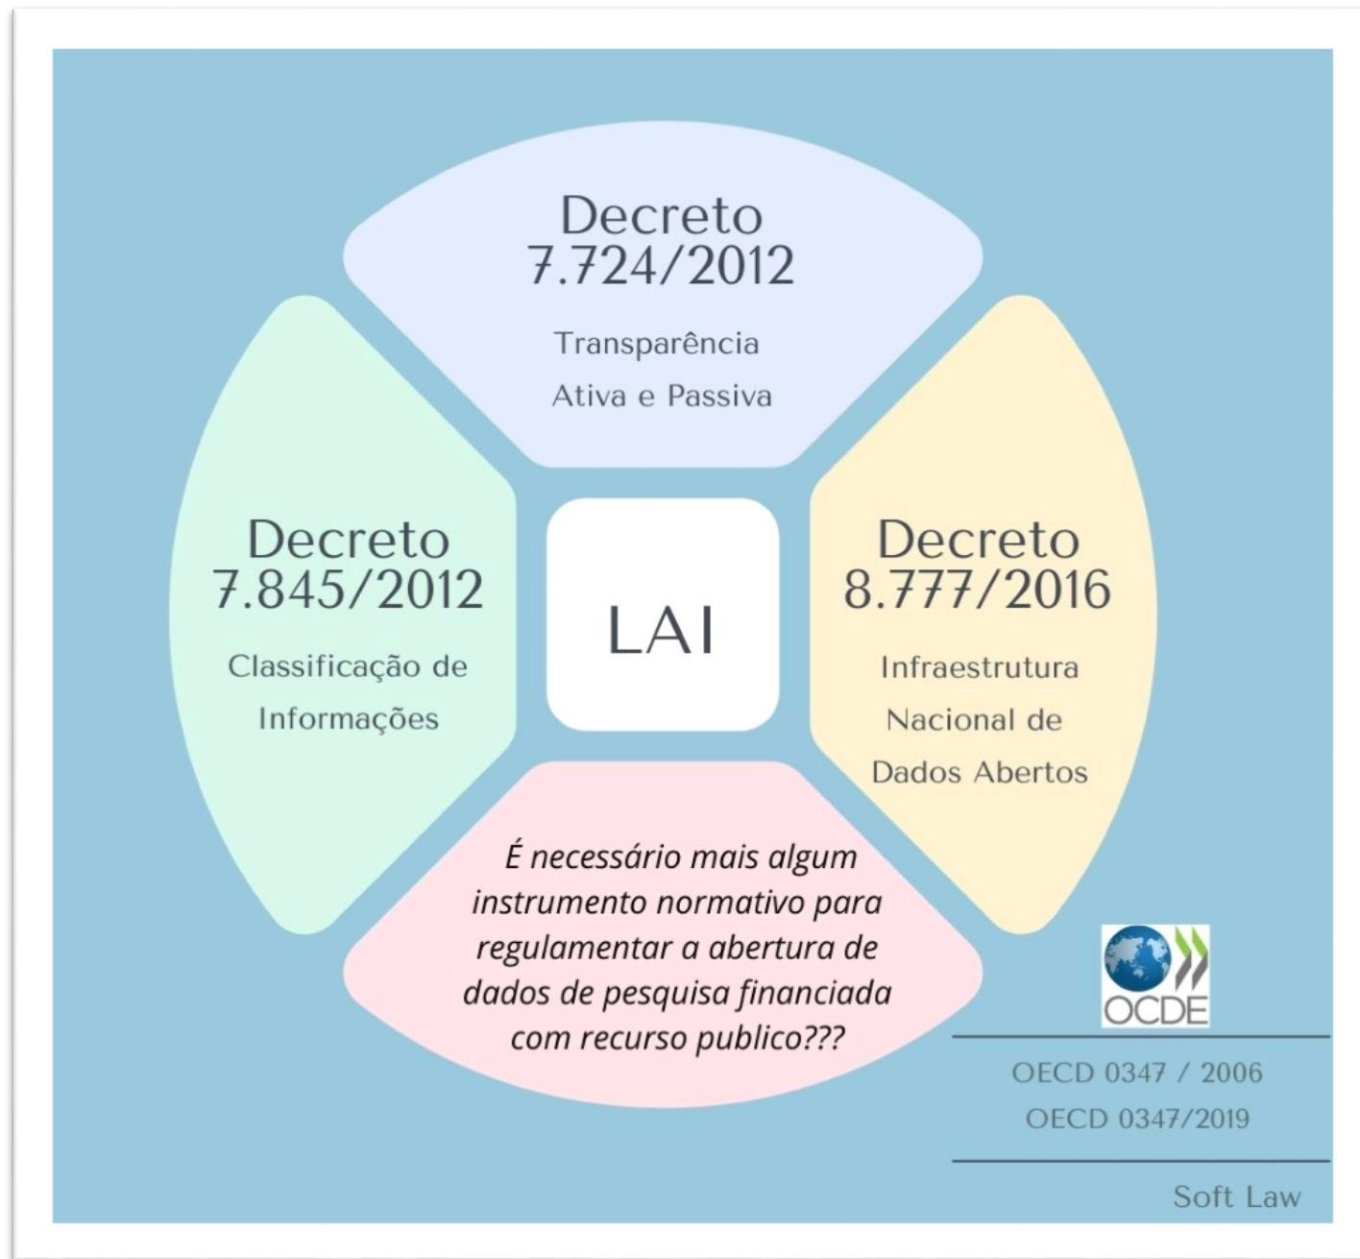 Decreto
7.724/2012
Transparência
Ativa e Passiva
Decreto
7.845/2012
Classificação de
Informações
LAI
Decreto
8.777/2016
Infraestrutura
Nacional de
Dados Abertos
É necessário mais algum
instrumento normativo para
regulamentar a abertura de
dados de pesquisa financiada
com recurso publico???
OCDE
OECD 0347 / 2006
OECD 0347/2019
Soft Law